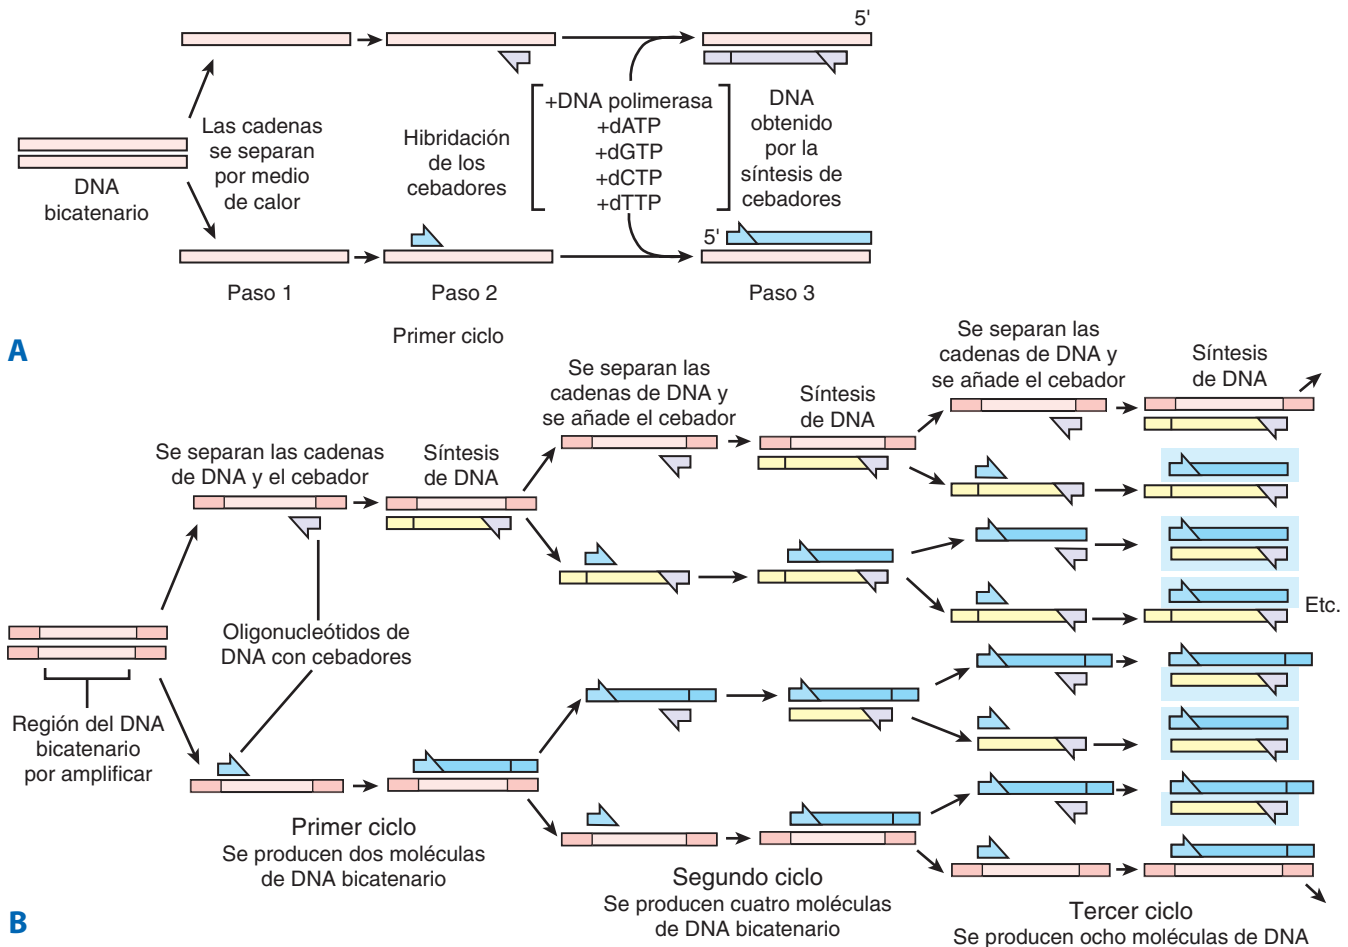 5'
Las cadenas
se separan
por medio
de calor
DNA
bicatenario
Hibridación
de los
cebadores
+DNA polimerasa
+dATP
+dGTP
+dCTP
+dTTP
DNA
obtenido
por la
síntesis de
cebadores
5'
Paso 1
Paso 2
Paso 3
Primer ciclo
A
Se separan las cadenas
de DNA y el cebador
Síntesis
de DNA
Se separan las
cadenas de DNA y
se añade el cebador
Síntesis
de DNA
Se separan las
cadenas de DNA y
se añade el cebador
Síntesis
de DNA
Oligonucleótidos de
DNA con cebadores
Región del DNA
bicatenario
por amplificar
Etc.
Primer ciclo
Se producen dos moléculas
de DNA bicatenario
Segundo ciclo
Se producen cuatro moléculas
de DNA bicatenario
Tercer ciclo
Se producen ocho moléculas de DNA
B